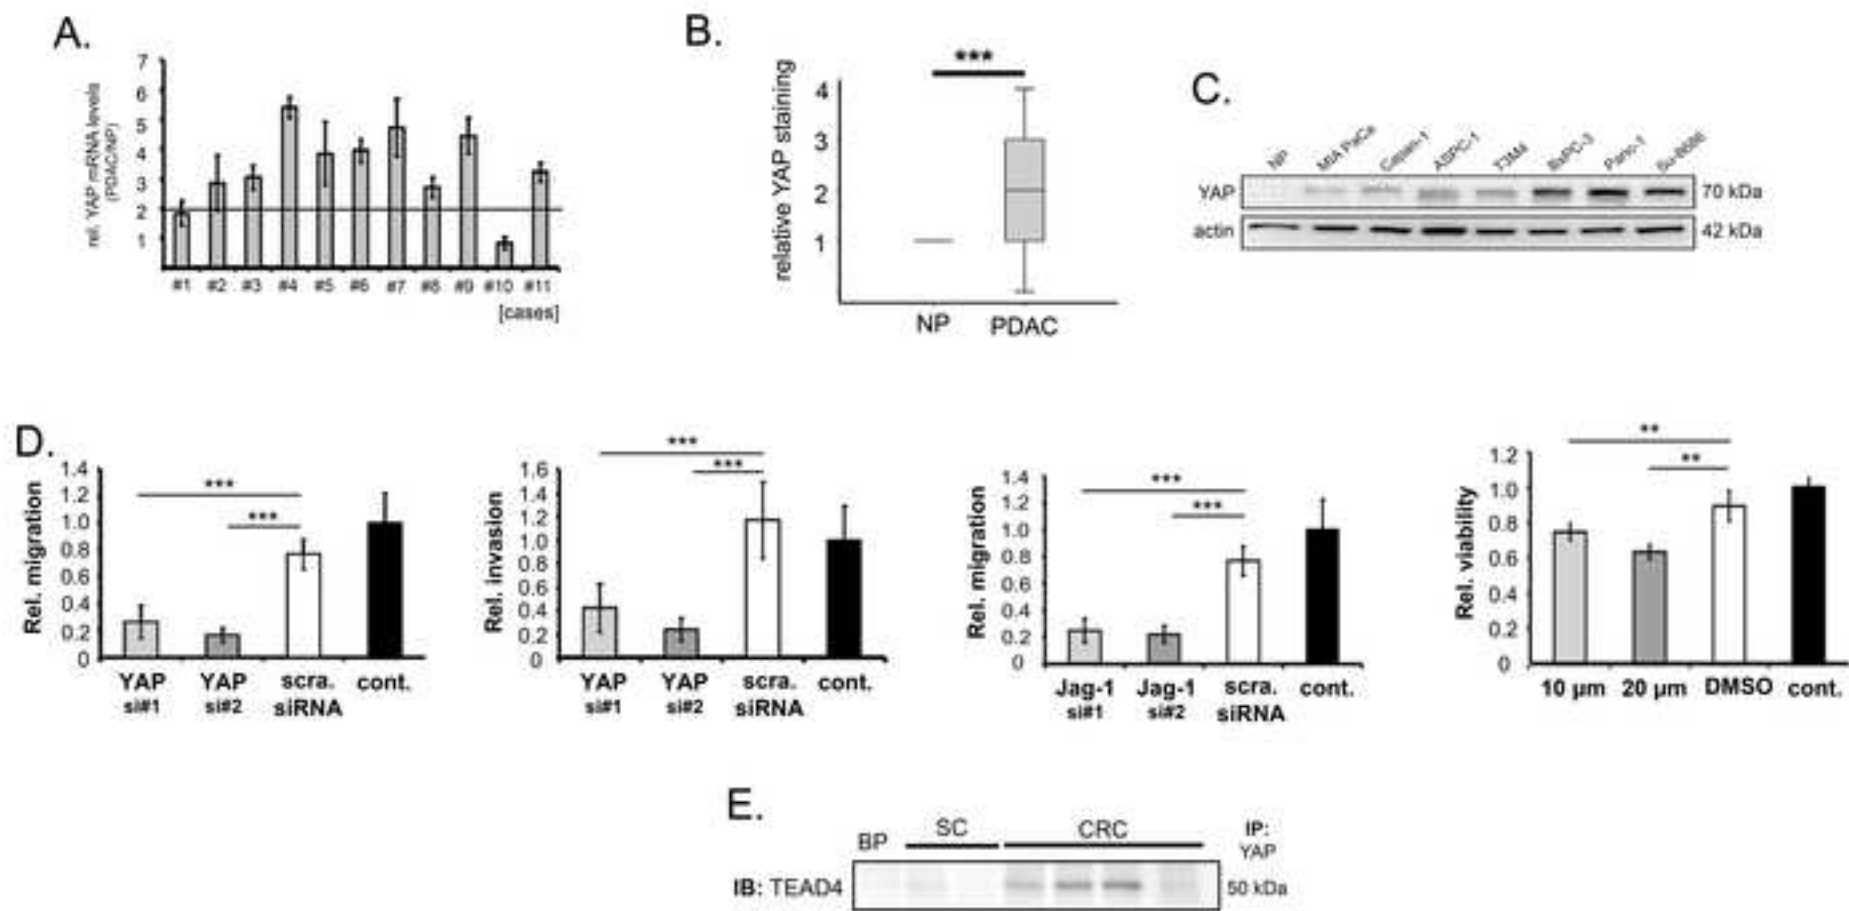 A.
rel. YAP mRNA levels
(PDAC/NP)
7
6
5
4
3
2
1
#1 #2 #3 #4 #5 #6 #7 #8 #9 #10 #11
[cases]
B.
***
relative YAP staining
4
3
2
1
NP PDAC
C.
NP MIA PaCa Capan-1 ASPC-1 T3M4 BxPC-3 Panc-1 Su-8686
YAP 70 kDa
actin 42 kDa
D.
Rel. migration
1.4
1.2
1.0
0.8
0.6
0.4
0.2
0
***
***
YAP YAP scra. cont.
si#1 si#2 siRNA
Rel. invasion
1.6
1.4
1.2
1.0
0.8
0.6
0.4
0.2
0
***
***
YAP YAP scra. cont.
si#1 si#2 siRNA
Rel. migration
1.4
1.2
1.0
0.8
0.6
0.4
0.2
0
***
***
Jag-1 Jag-1 scra. cont.
si#1 si#2 siRNA
Rel. viability
1.2
1.0
0.8
0.6
0.4
0.2
0
**
**
10 µm 20 µm DMSO cont.
E.
BP SC CRC IP:
YAP
IB: TEAD4 50 kDa